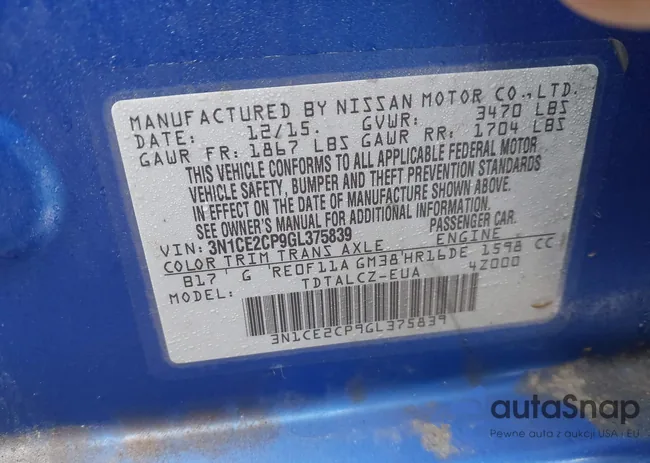 MANUFACTURED BY NISSAN MOTOR CO.,LTD.
DATE: 12/15. GVWR: 3470 LBS
GAWR FR: 1867 LBS GAWR RR: 1704 LBS
THIS VEHICLE CONFORMS TO ALL APPLICABLE FEDERAL MOTOR
VEHICLE SAFETY, BUMPER AND THEFT PREVENTION STANDARDS
IN EFFECT ON THE DATE OF MANUFACTURE SHOWN ABOVE.
SEE OWNER'S MANUAL FOR ADDITIONAL INFORMATION.
VIN: 3N1CE2CP9GL375839 PASSENGER CAR.
COLOR TRIM TRANS AXLE ENGINE
B17 G RE0F11A GM38 HR16DE 1598 CC
MODEL: TDTALCZ-EUA 4Z000
3N1CE2CP9GL375839
autaSnap
Pewne auta z aukcji USA i EU